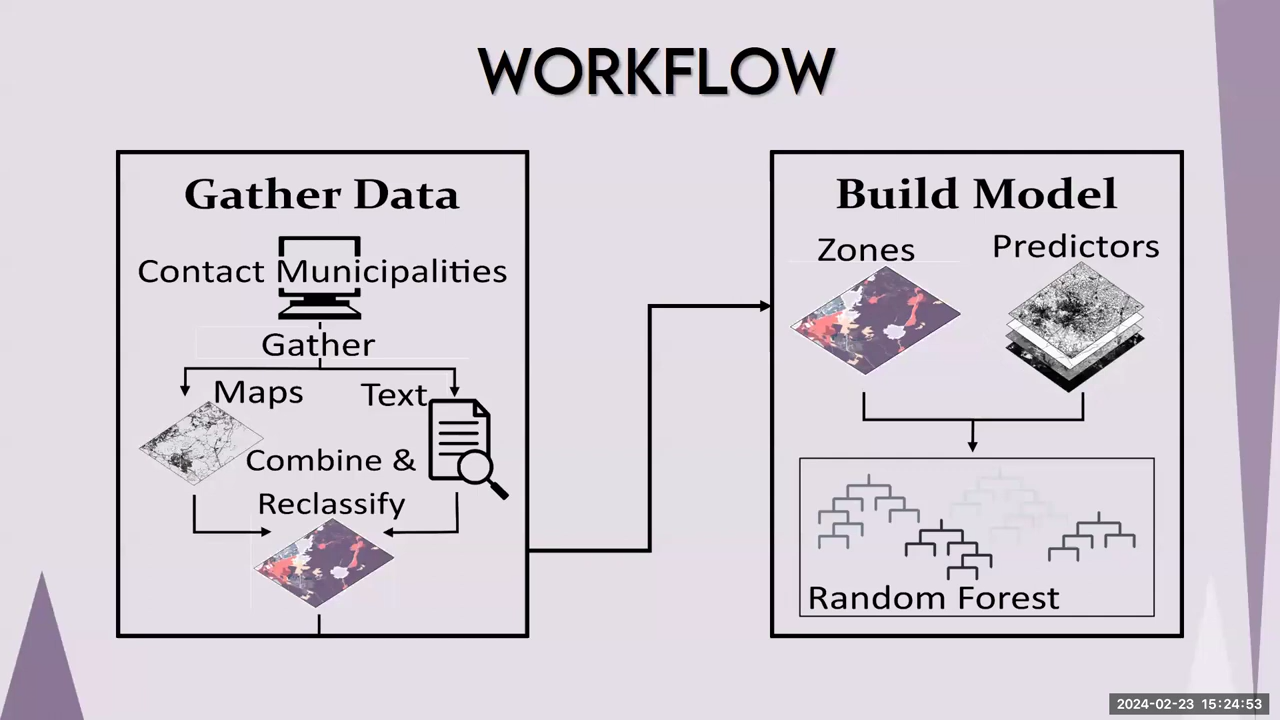 WORKFLOW
Gather Data
Contact Municipalities
Gather
Maps
Text
Combine &
Reclassify
Build Model
Zones
Predictors
Random Forest
2024-02-23 15:24:53